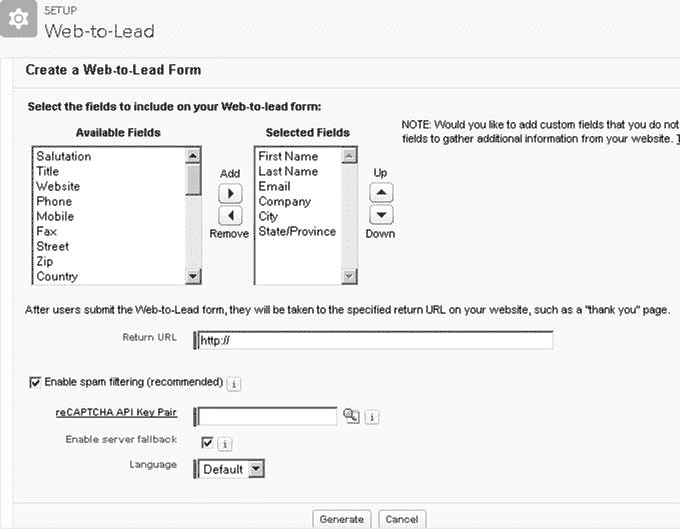 SETUP
Web-to-Lead
Create a Web-to-Lead Form
Select the fields to include on your Web-to-lead form:
Available Fields
Selected Fields
NOTE: Would you like to add custom fields that you do not
fields to gather additional information from your website.
Salutation
Title
Website
Phone
Mobile
Fax
Street
Zip
Country
Add
Remove
First Name
Last Name
Email
Company
City
State/Province
Up
Down
After users submit the Web-to-Lead form, they will be taken to the specified return URL on your website, such as a "thank you" page.
Return URL
http://
Enable spam filtering (recommended)
i
reCAPTCHA API Key Pair
i
Enable server fallback
i
Language
Default
Generate
Cancel